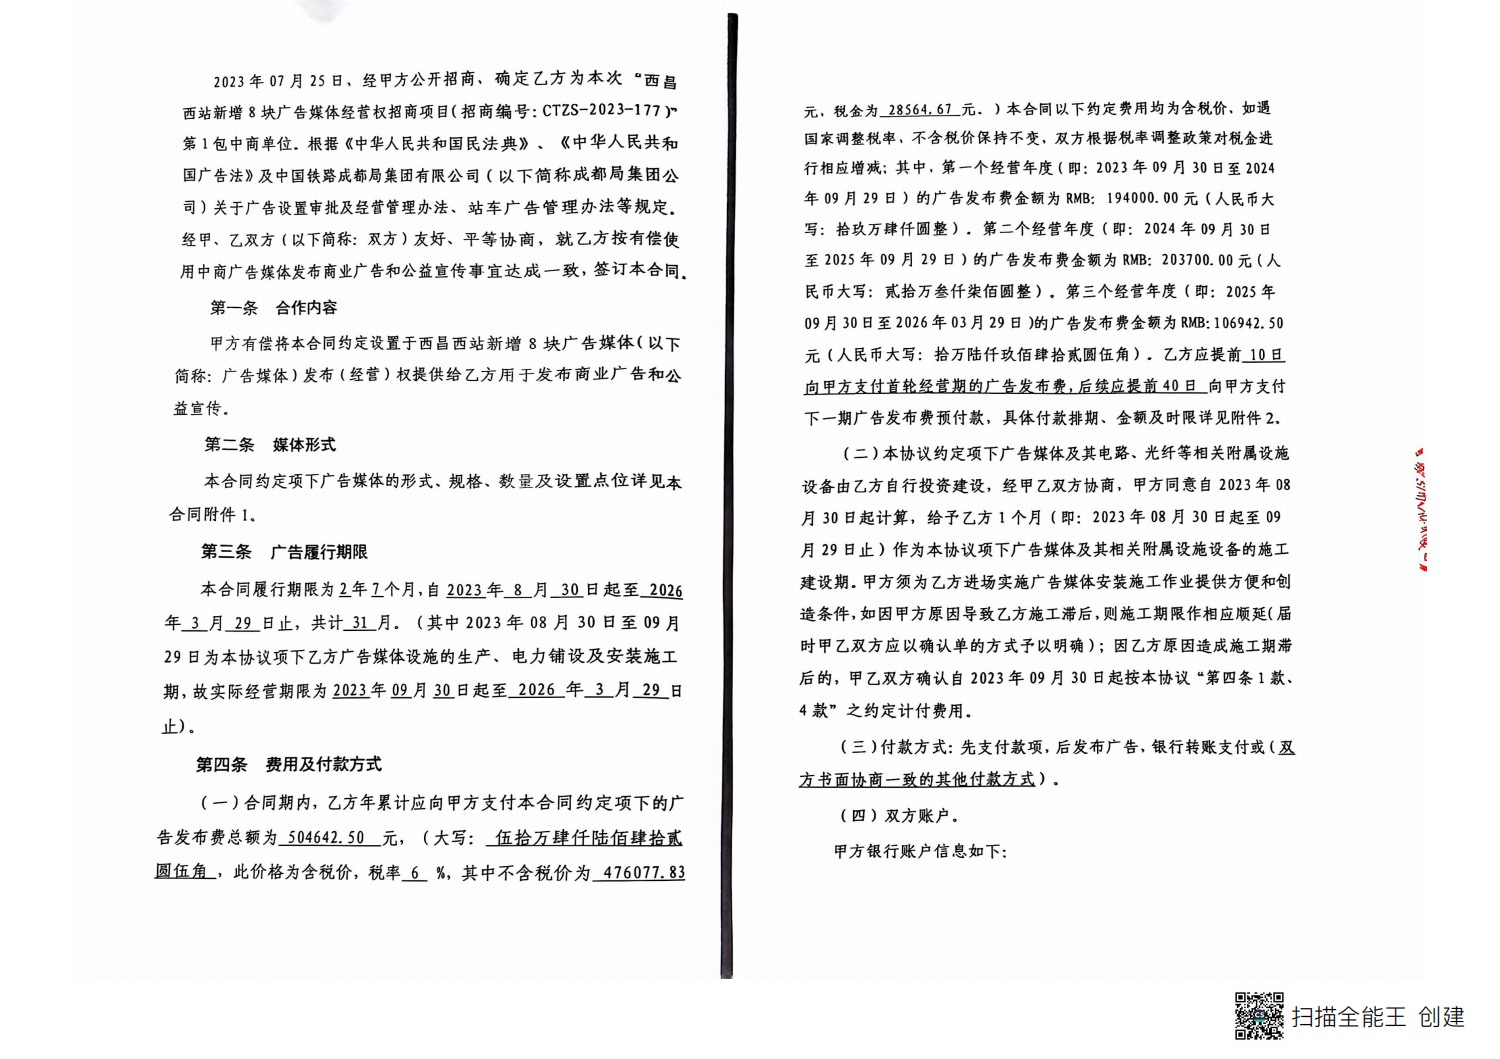 2023年07月25日、经甲方公开招商、确定乙方为本次“西昌
西站新增8块广告媒体经营权招商项目(招商编号:CTZS-2023-177)”
第1包中商单位。根据《中华人民共和国民法典》、《中华人民共和
国广告法》及中国铁路成都局集团有限公司(以下简称成都局集团公
司)关于广告设置审批及经营管理办法、站车广告管理办法等规定。
经甲、乙双方(以下简称:双方)友好、平等协商,就乙方按有偿使
用中商广告媒体发布商业广告和公益宣传事宜达成一致,签订本合同。
第一条 合作内容
甲方有偿将本合同约定设置于西昌西站新增8块广告媒体(以下
简称:广告媒体)发布(经营)权提供给乙方用于发布商业广告和公
益宣传。
第二条 媒体形式
本合同约定项下广告媒体的形式、规格、数量及设置点位详见本
合同附件1。
第三条 广告履行期限
本合同履行期限为2年7个月,自 2023年 8 月 30 日起至 2026
年 3 月 29 日止,共计 31 月。(其中2023年08月30日至09月
29日为本协议项下乙方广告媒体设施的生产、电力铺设及安装施工
期,故实际经营期限为2023年09月30日起至 2026 年 3 月 29 日
止)。
第四条 费用及付款方式
(一)合同期内,乙方年累计应向甲方支付本合同约定项下的广
告发布费总额为 504642.50 元,(大写: 伍拾万肆仟陆佰肆拾贰
圆伍角 ,此价格为含税价,税率 6 %,其中不含税价为 476077.83
元,税金为 28564.67 元。)本合同以下约定费用均为含税价,如遇
国家调整税率,不含税价保持不变,双方根据税率调整政策对税金进
行相应增减;其中,第一个经营年度(即:2023年09月30日至2024
年09月29日)的广告发布费金额为RMB: 194000.00元(人民币大
写:拾玖万肆仟圆整)。第二个经营年度(即:2024年09月30日
至2025年09月29日)的广告发布费金额为RMB: 203700.00元(人
民币大写:贰拾万叁仟柒佰圆整)。第三个经营年度(即:2025年
09月30日至2026年03月29日)的广告发布费金额为RMB:106942.50
元(人民币大写:拾万陆仟玖佰肆拾贰圆伍角)。乙方应提前 10日
向甲方支付首轮经营期的广告发布费,后续应提前40日 向甲方支付
下一期广告发布费预付款,具体付款排期、金额及时限详见附件2。
(二)本协议约定项下广告媒体及其电路、光纤等相关附属设施
设备由乙方自行投资建设,经甲乙双方协商,甲方同意自2023年08
月30日起计算,给予乙方1个月(即:2023年08月30日起至09
月29日止)作为本协议项下广告媒体及其相关附属设施设备的施工
建设期。甲方须为乙方进场实施广告媒体安装施工作业提供方便和创
造条件,如因甲方原因导致乙方施工滞后,则施工期限作相应顺延(届
时甲乙双方应以确认单的方式予以明确);因乙方原因造成施工期滞
后的,甲乙双方确认自2023年09月30日起按本协议“第四条1款、
4款”之约定计付费用。
(三)付款方式:先支付款项,后发布广告,银行转账支付或(双
方书面协商一致的其他付款方式)。
(四)双方账户。
甲方银行账户信息如下:
扫描全能王 创建